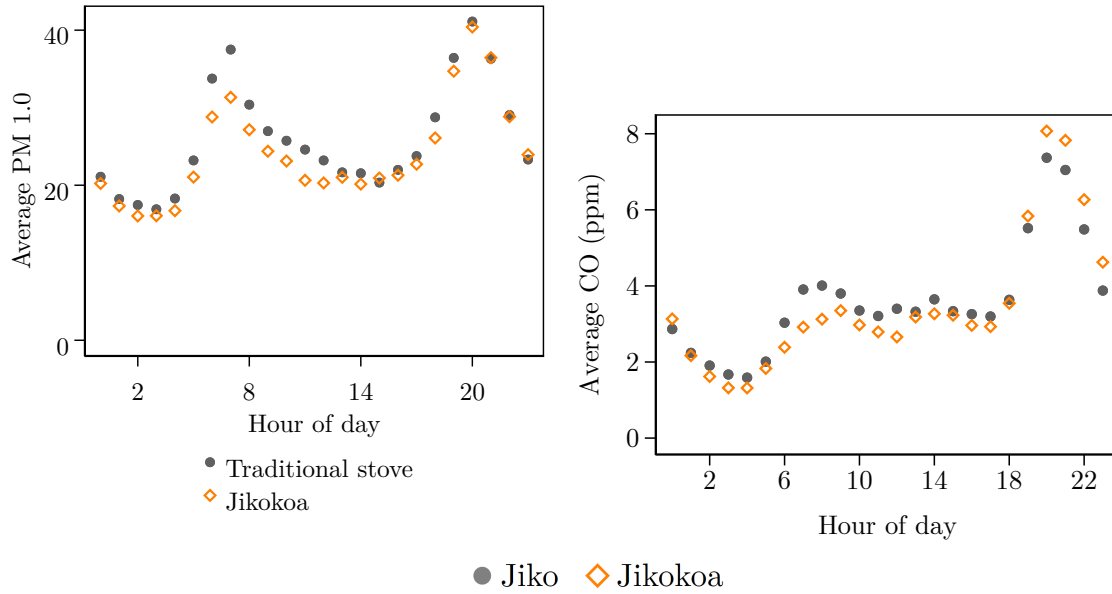 Average PM 1.0
40
20
0
2 8 14 20
Hour of day
Traditional stove
Jikokoa
Average CO (ppm)
8
6
4
2
0
2 6 10 14 18 22
Hour of day
Jiko Jikokoa